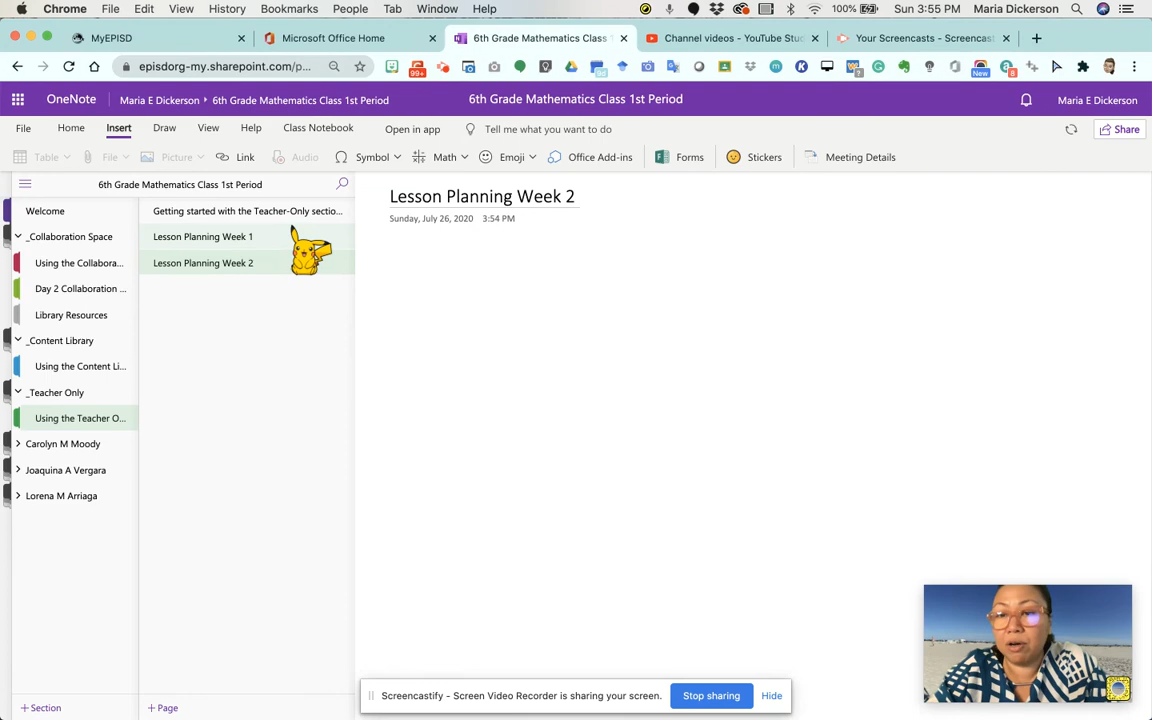 Chrome File Edit View History Bookmarks People Tab Window Help 100% Sun 3:55 PM Maria Dickerson
MyEPISD Microsoft Office Home 6th Grade Mathematics Class Channel videos - YouTube Stu Your Screencasts - Screencast
episdorg-my.sharepoint.com/p... 99+ New 8
OneNote Maria E Dickerson 6th Grade Mathematics Class 1st Period 6th Grade Mathematics Class 1st Period Maria E Dickerson
File Home Insert Draw View Help Class Notebook Open in app Tell me what you want to do Share
Table File Picture Link Audio Symbol Math Emoji Office Add-ins Forms Stickers Meeting Details
6th Grade Mathematics Class 1st Period
Welcome
_Collaboration Space
Using the Collabora...
Day 2 Collaboration ...
Library Resources
_Content Library
Using the Content Li...
_Teacher Only
Using the Teacher O...
Carolyn M Moody
Joaquina A Vergara
Lorena M Arriaga
+ Section
Getting started with the Teacher-Only sectio...
Lesson Planning Week 1
Lesson Planning Week 2
+ Page
Lesson Planning Week 2
Sunday, July 26, 2020 3:54 PM
Screencastify - Screen Video Recorder is sharing your screen. Stop sharing Hide